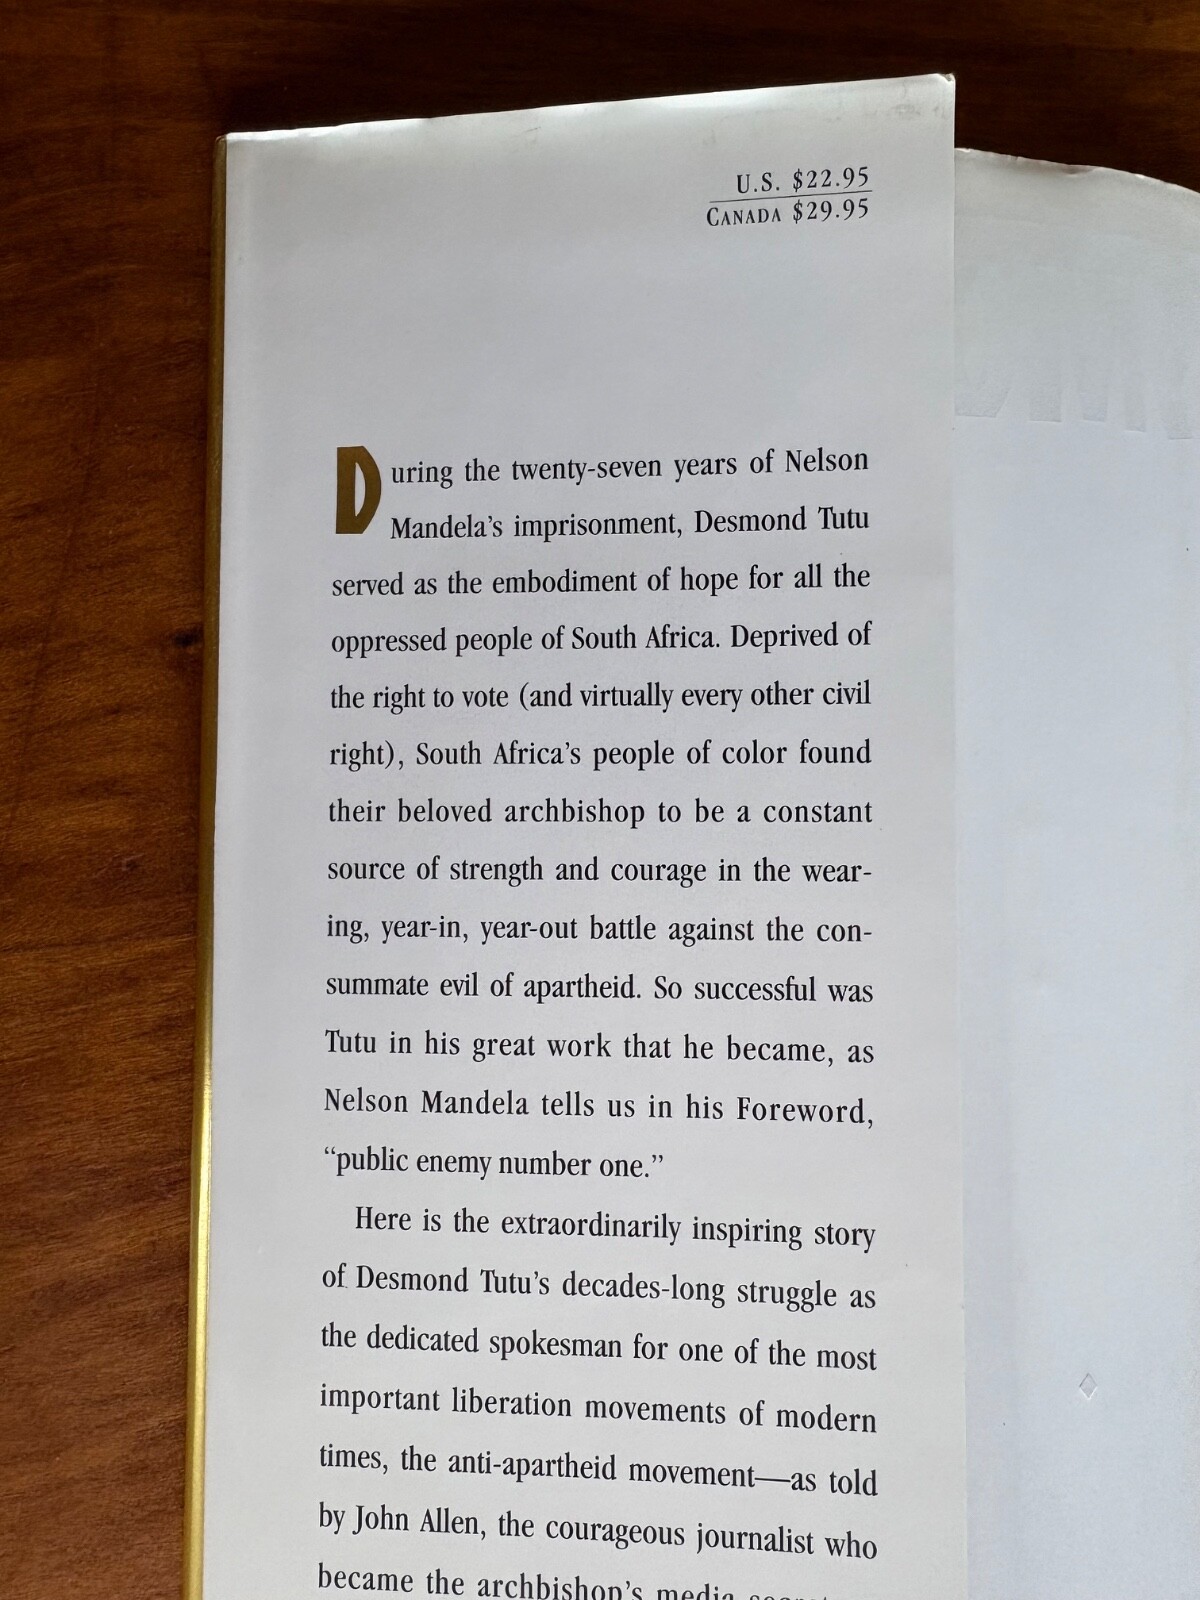 U.S. $22.95
CANADA $29.95
During the twenty-seven years of Nelson
Mandela’s imprisonment, Desmond Tutu
served as the embodiment of hope for all the
oppressed people of South Africa. Deprived of
the right to vote (and virtually every other civil
right), South Africa’s people of color found
their beloved archbishop to be a constant
source of strength and courage in the wear-
ing, year-in, year-out battle against the con-
summate evil of apartheid. So successful was
Tutu in his great work that he became, as
Nelson Mandela tells us in his Foreword,
“public enemy number one.”
Here is the extraordinarily inspiring story
of Desmond Tutu’s decades-long struggle as
the dedicated spokesman for one of the most
important liberation movements of modern
times, the anti-apartheid movement—as told
by John Allen, the courageous journalist who
became the archbishop’s media